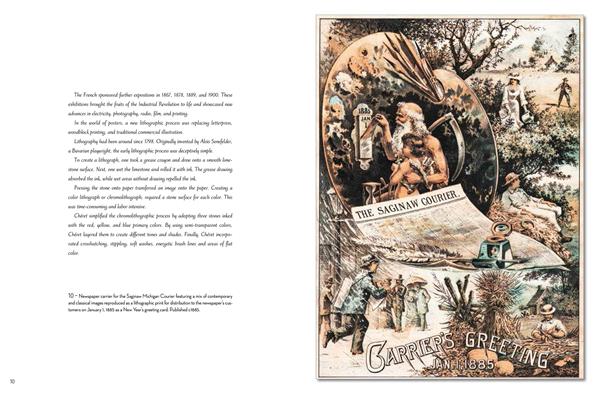 The French sponsored further expositions in 1867, 1878, 1889, and 1900. These
exhibitions brought the fruits of the Industrial Revolution to life and showcased new
advances in electricity, photography, radio, film, and printing.
In the world of posters, a new lithographic process was replacing letterpress,
woodblock printing, and traditional commercial illustration.
Lithography had been around since 1798. Originally invented by Alois Senefelder,
a Bavarian playwright, the early lithographic process was deceptively simple.
To create a lithograph, one took a grease crayon and drew onto a smooth lime-
stone surface. Next, one wet the limestone and rolled it with ink. The grease drawing
absorbed the ink, while wet areas without drawing repelled the ink.
Pressing the stone onto paper transferred an image onto the paper. Creating a
color lithograph or chromolithograph, required a stone surface for each color. This
was time-consuming and labor intensive.
Chéret simplified the chromolithographic process by adopting three stones inked
with the red, yellow, and blue primary colors. By using semi-transparent colors,
Chéret layered them to create different tones and shades. Finally, Chéret incorpo-
rated crosshatching, stippling, soft washes, energetic brush lines and areas of flat
color.
10 – Newspaper carrier for the Saginaw Michigan Courier featuring a mix of contemporary
and classical images reproduced as a lithographic print for distribution to the newspaper's cus-
tomers on January 1, 1885 as a New Year's greeting card. Published c1885.
10
1885
JAN
THE SAGINAW COURIER.
CARRIER'S GREETING
JAN. 1, 1885